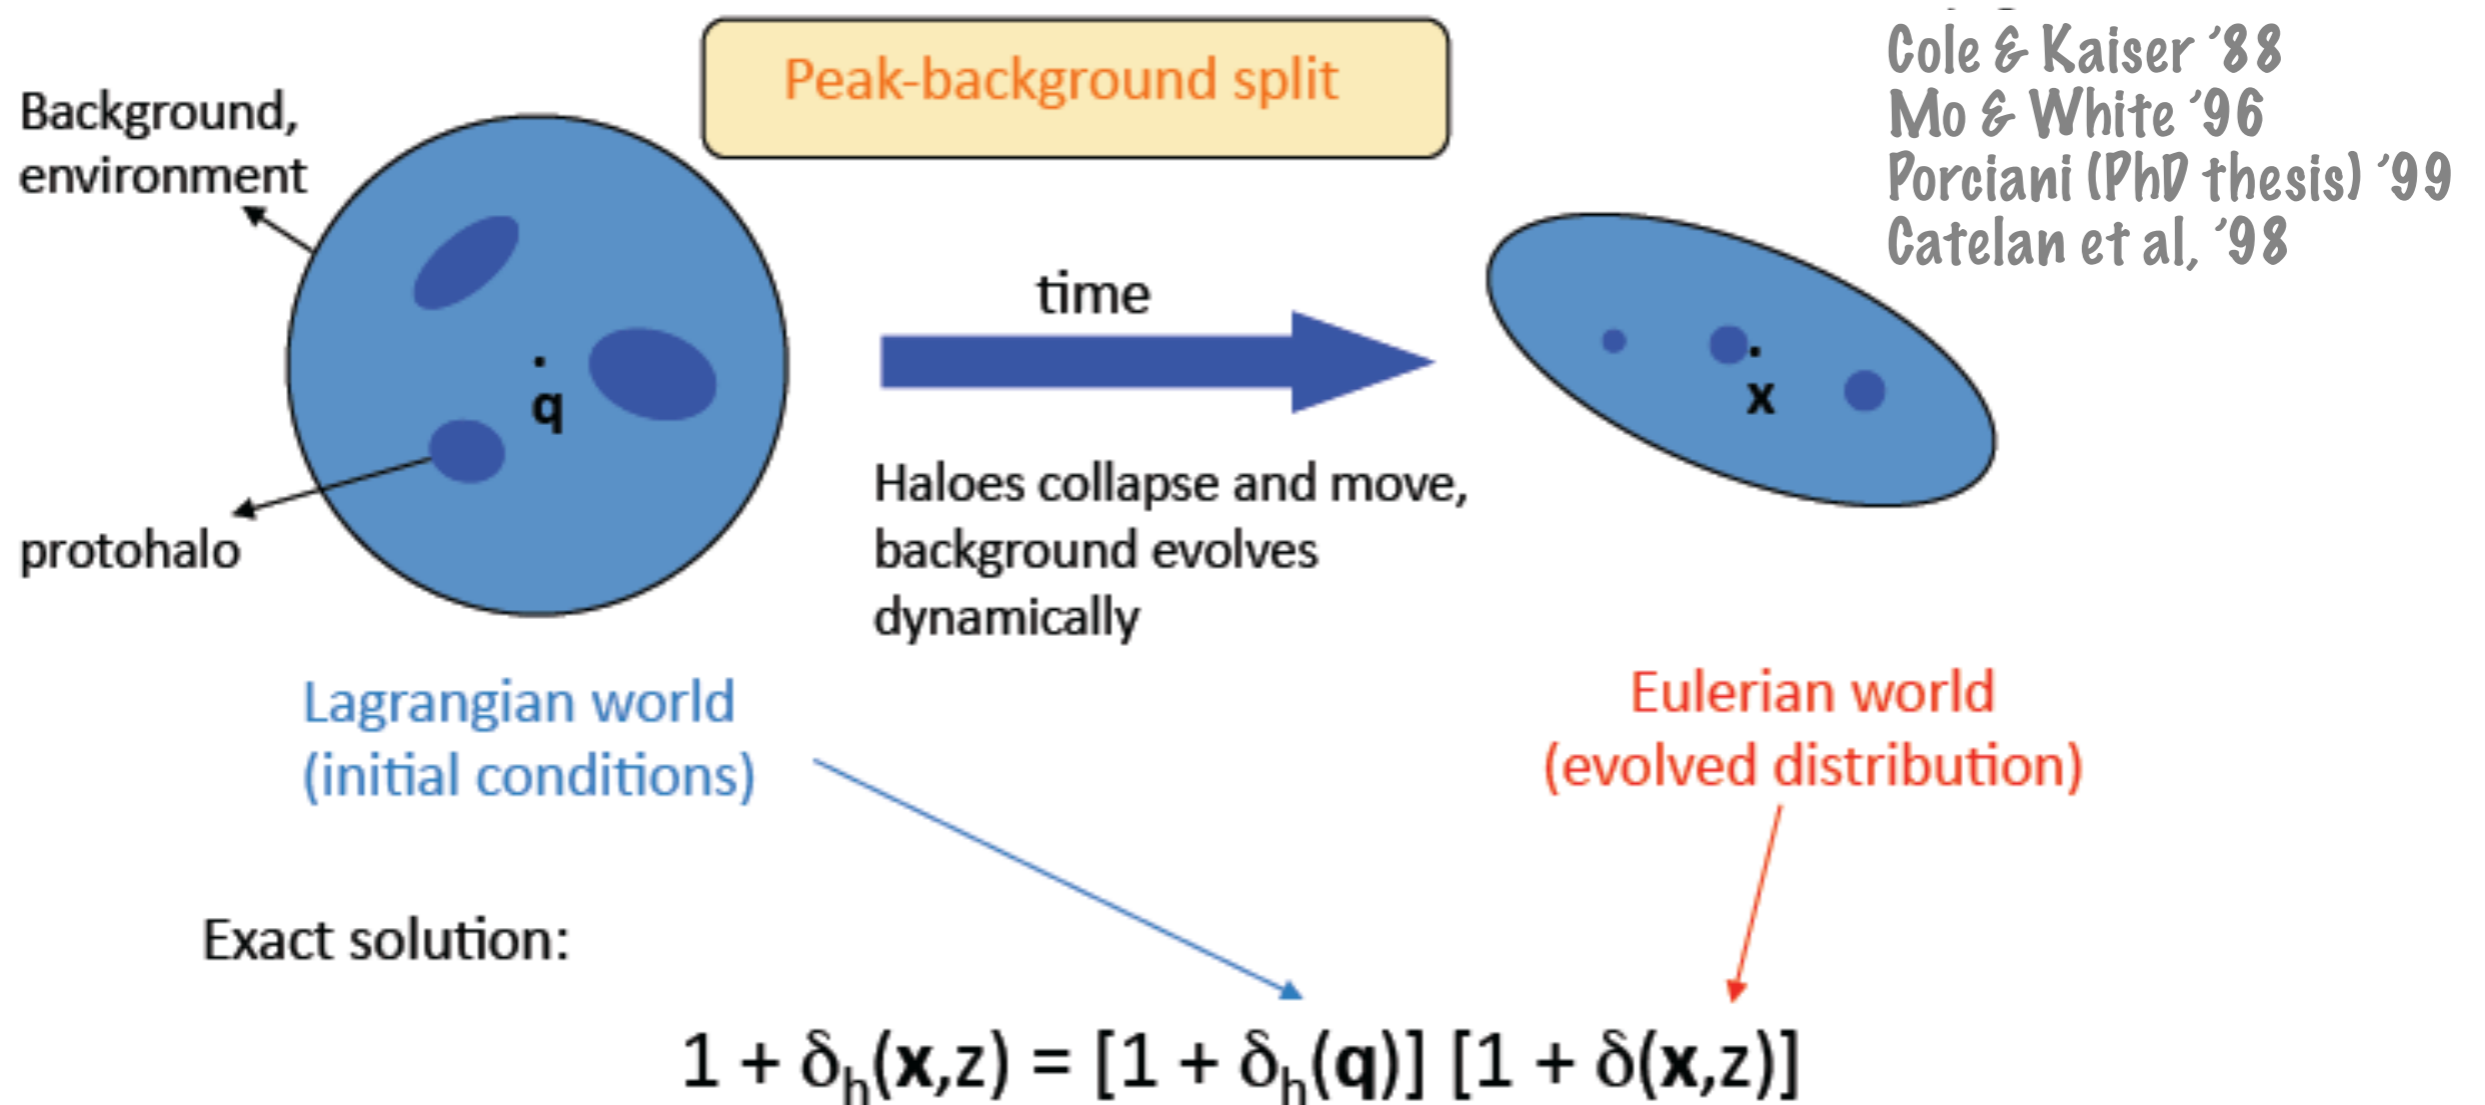 Peak-background split
Cole & Kaiser ’88
Mo & White ’96
Porciani (PhD thesis) ’99
Catelan et al, ’98
Background,
environment
q
protohalo
time
Haloes collapse and move,
background evolves
dynamically
x
Lagrangian world
(initial conditions)
Eulerian world
(evolved distribution)
Exact solution:
1 + δh(x,z) = [1 + δh(q)] [1 + δ(x,z)]